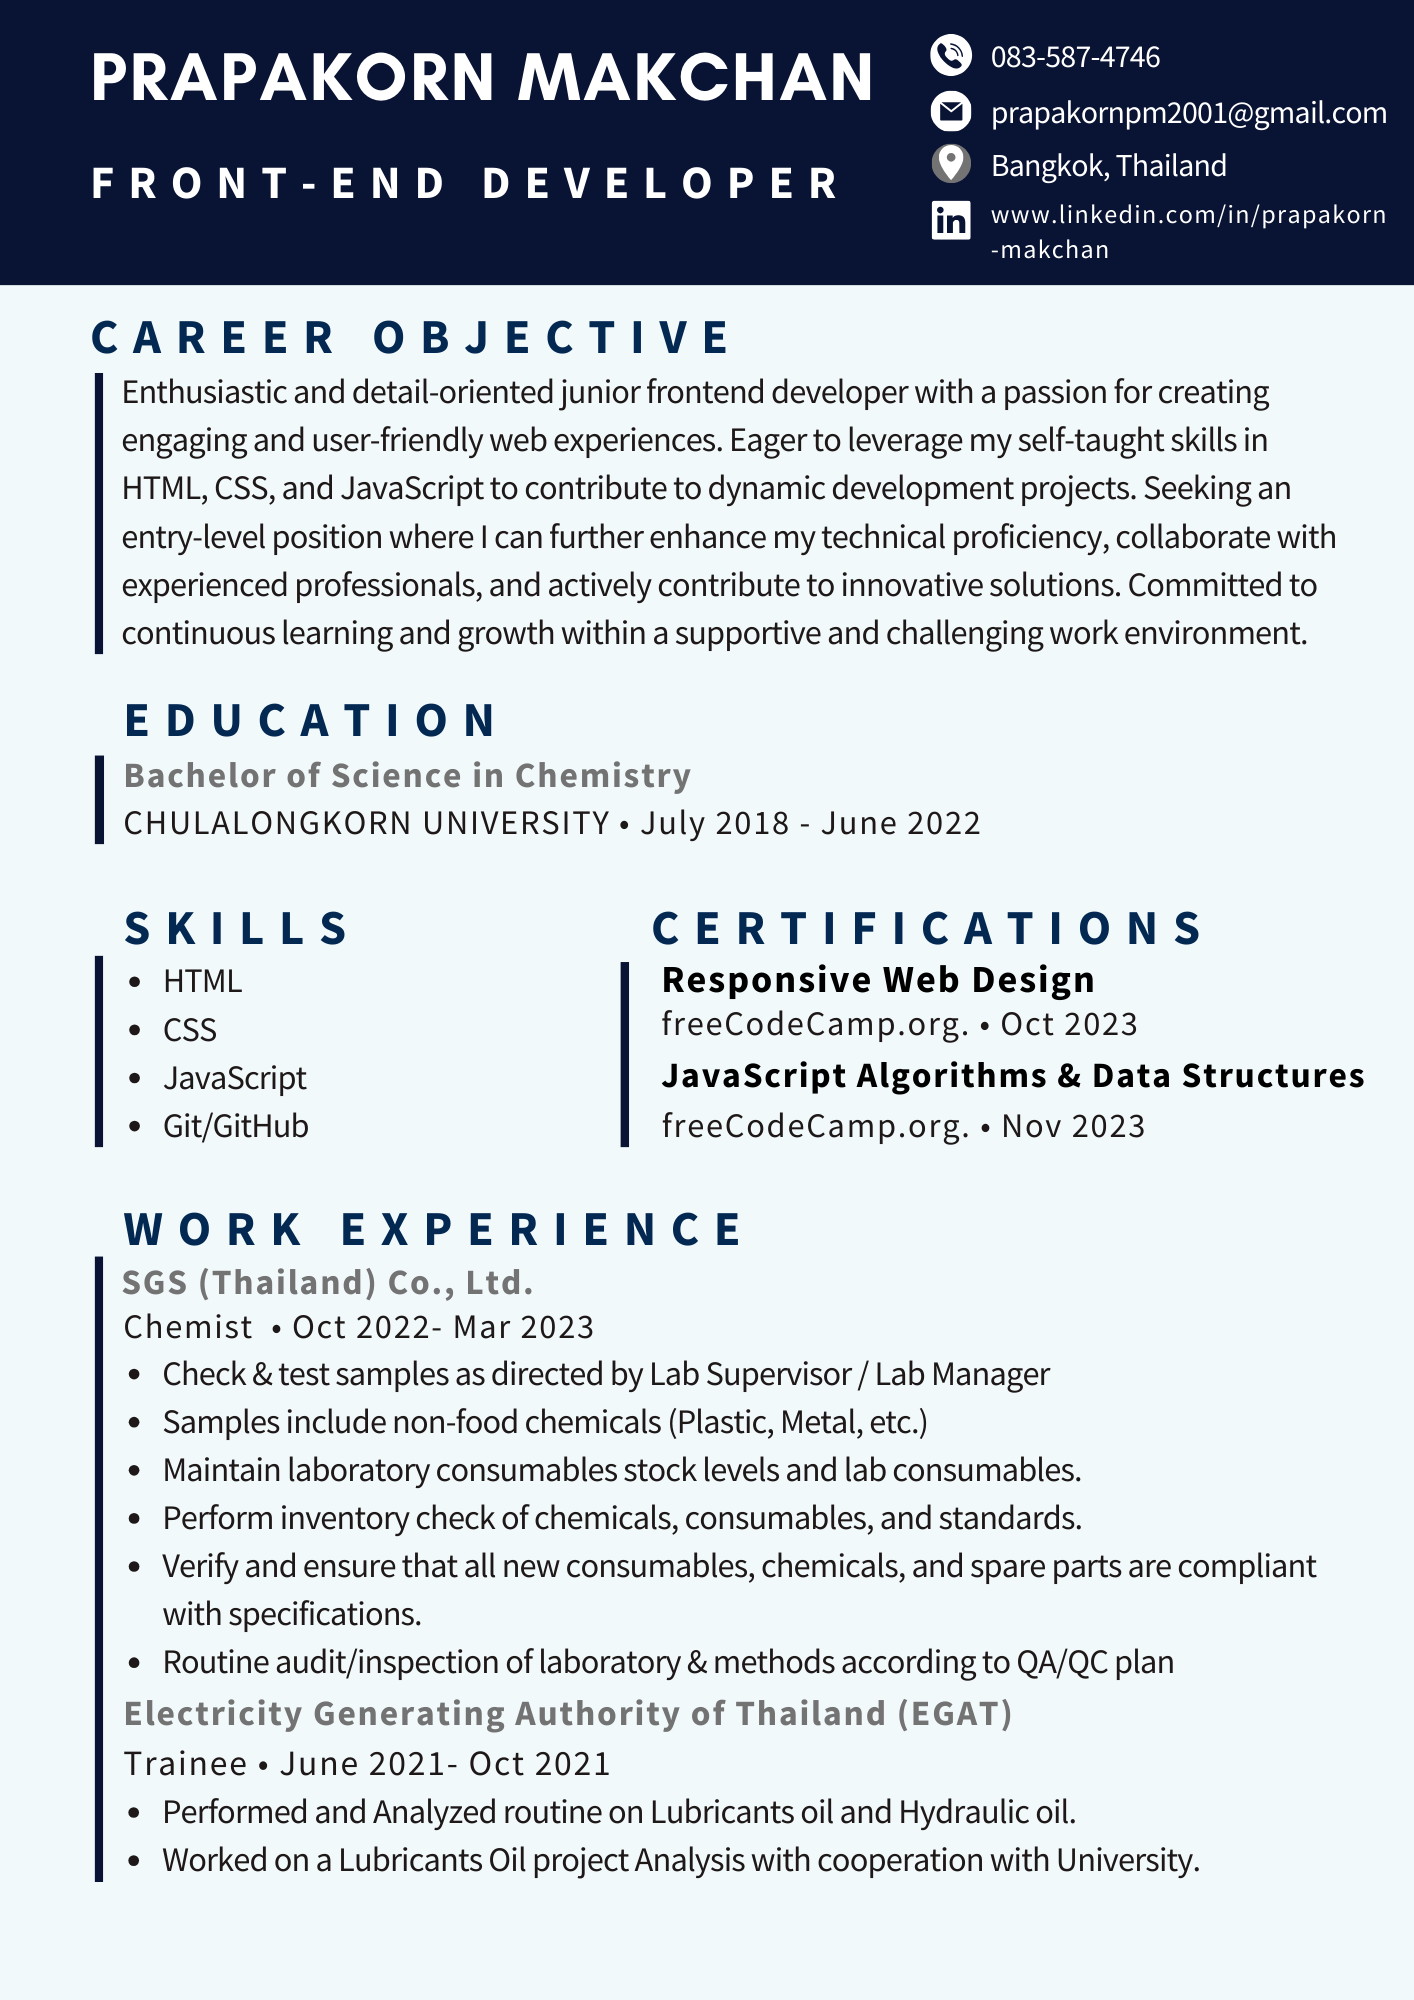 PRAPAKORN MAKCHAN
FRONT-END DEVELOPER
083-587-4746
prapakornpm2001@gmail.com
Bangkok, Thailand
www.linkedin.com/in/prapakorn
-makchan
CAREER OBJECTIVE
Enthusiastic and detail-oriented junior frontend developer with a passion for creating
engaging and user-friendly web experiences. Eager to leverage my self-taught skills in
HTML, CSS, and JavaScript to contribute to dynamic development projects. Seeking an
entry-level position where I can further enhance my technical proficiency, collaborate with
experienced professionals, and actively contribute to innovative solutions. Committed to
continuous learning and growth within a supportive and challenging work environment.
EDUCATION
Bachelor of Science in Chemistry
CHULALONGKORN UNIVERSITY • July 2018 - June 2022
SKILLS
• HTML
• CSS
• JavaScript
• Git/GitHub
CERTIFICATIONS
Responsive Web Design
freeCodeCamp.org. • Oct 2023
JavaScript Algorithms & Data Structures
freeCodeCamp.org. • Nov 2023
WORK EXPERIENCE
SGS (Thailand) Co., Ltd.
Chemist • Oct 2022- Mar 2023
• Check & test samples as directed by Lab Supervisor / Lab Manager
• Samples include non-food chemicals (Plastic, Metal, etc.)
• Maintain laboratory consumables stock levels and lab consumables.
• Perform inventory check of chemicals, consumables, and standards.
• Verify and ensure that all new consumables, chemicals, and spare parts are compliant
with specifications.
• Routine audit/inspection of laboratory & methods according to QA/QC plan
Electricity Generating Authority of Thailand (EGAT)
Trainee • June 2021- Oct 2021
• Performed and Analyzed routine on Lubricants oil and Hydraulic oil.
• Worked on a Lubricants Oil project Analysis with cooperation with University.